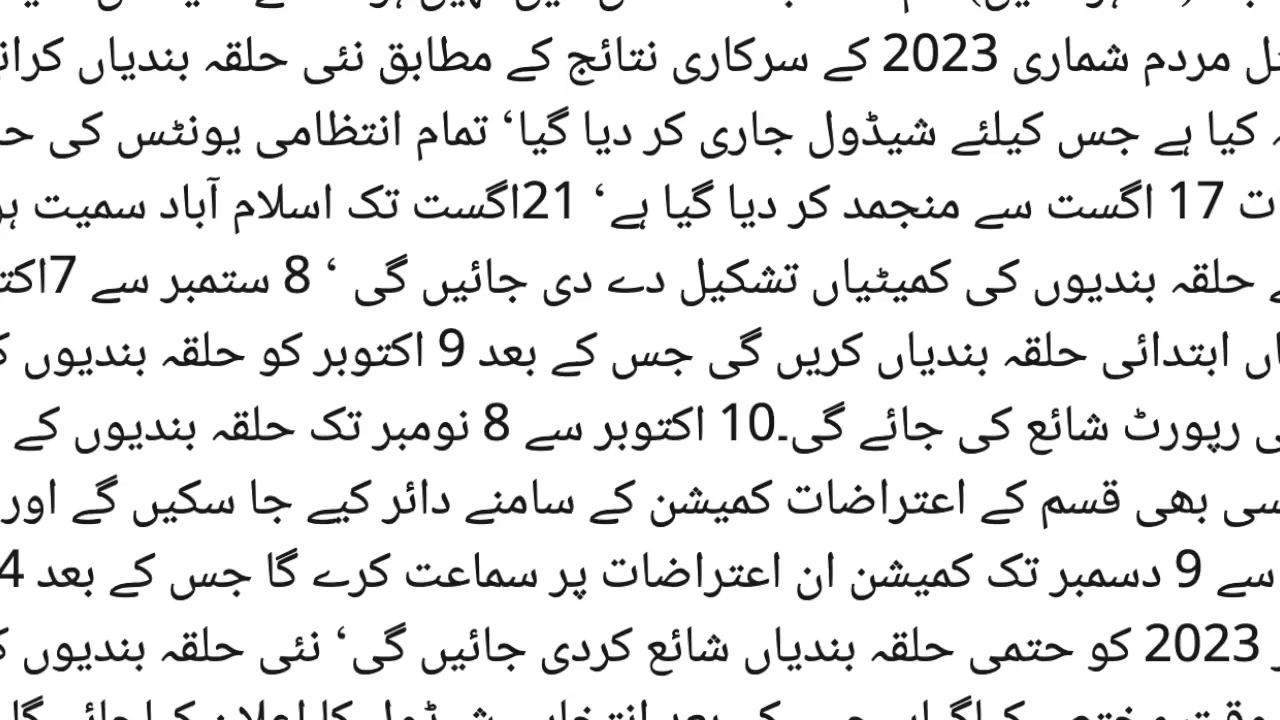 مردم شماری 2023 کے سرکاری نتائج کے مطابق نئی حلقہ بندیاں
کیا ہے جس کیلئے شیڈول جاری کر دیا گیا‘ تمام انتظامی یونٹس کی
17 اگست سے منجمد کر دیا گیا ہے‘ 21اگست تک اسلام آباد سمیت
حلقہ بندیوں کی کمیٹیاں تشکیل دے دی جائیں گی ‘ 8 ستمبر سے
ابتدائی حلقہ بندیاں کریں گی جس کے بعد 9 اکتوبر کو حلقہ بندیوں
رپورٹ شائع کی جائے گی۔10 اکتوبر سے 8 نومبر تک حلقہ بندیوں کے
بھی قسم کے اعتراضات کمیشن کے سامنے دائر کیے جا سکیں گے اور
سے 9 دسمبر تک کمیشن ان اعتراضات پر سماعت کرے گا جس کے بعد
2023 کو حتمی حلقہ بندیاں شائع کردی جائیں گی‘ نئی حلقہ بندیوں